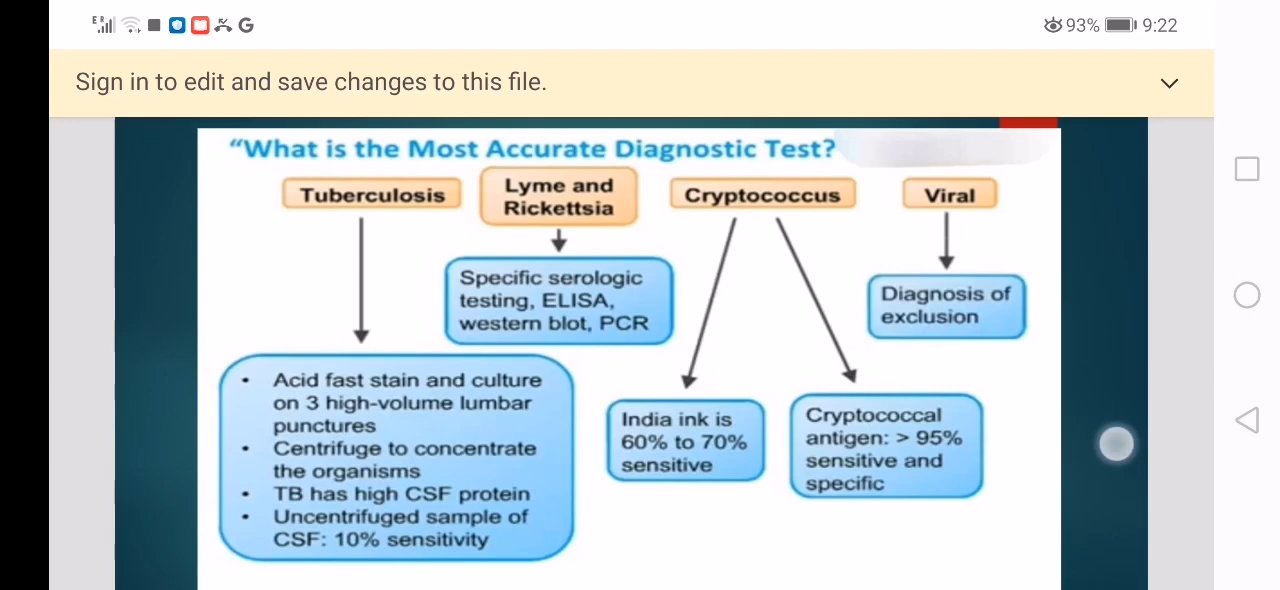 E R
93% 9:22
G
Sign in to edit and save changes to this file.
“What is the Most Accurate Diagnostic Test?
Tuberculosis
Lyme and
Rickettsia
Cryptococcus
Viral
Specific serologic
testing, ELISA,
western blot, PCR
Diagnosis of
exclusion
• Acid fast stain and culture
on 3 high-volume lumbar
punctures
• Centrifuge to concentrate
the organisms
• TB has high CSF protein
• Uncentrifuged sample of
CSF: 10% sensitivity
India ink is
60% to 70%
sensitive
Cryptococcal
antigen: > 95%
sensitive and
specific